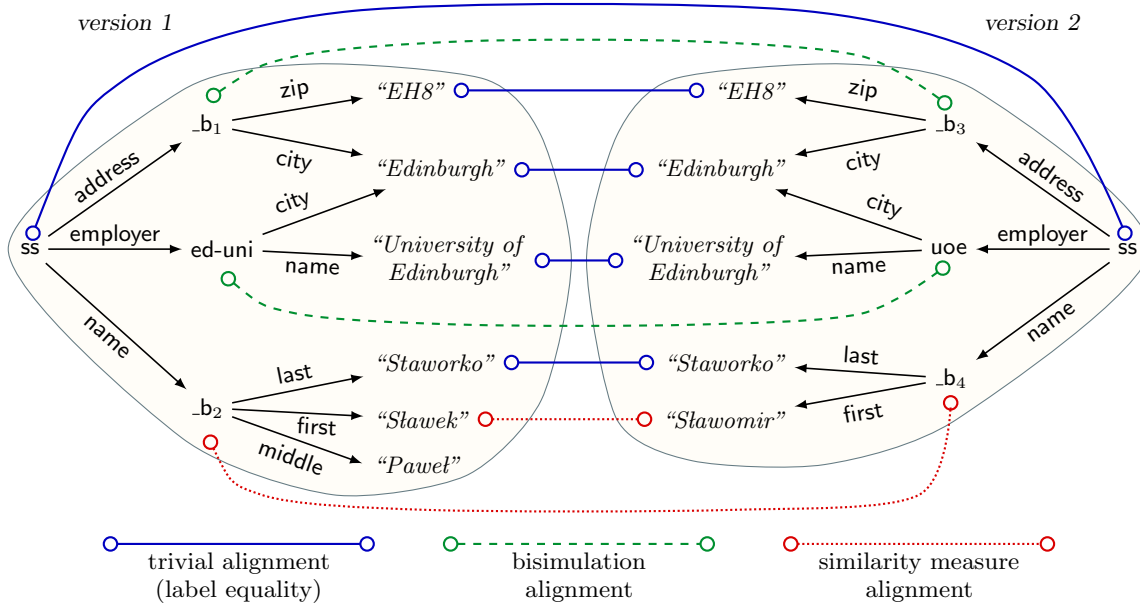 version 1
version 2
zip
“EH8”
“EH8”
zip
_b1
_b3
address
city
“Edinburgh”
“Edinburgh”
city
address
city
city
ss
employer
ed-uni
name
“University of
Edinburgh”
“University of
Edinburgh”
name
uoe
employer
ss
name
name
last
“Staworko”
“Staworko”
last
_b2
_b4
first
“Sławek”
“Sławomir”
first
middle
“Paweł”
trivial alignment
(label equality)
bisimulation
alignment
similarity measure
alignment